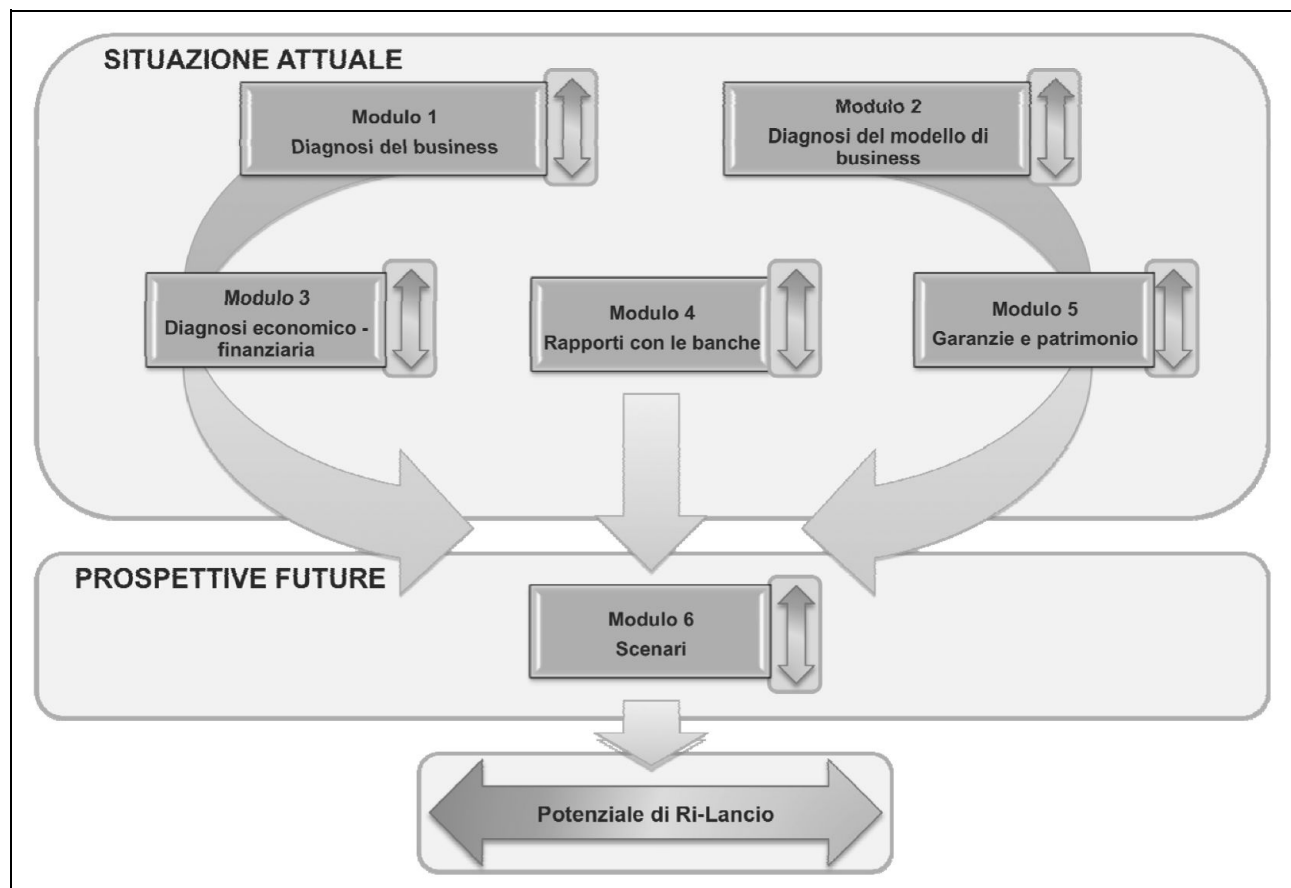 SITUAZIONE ATTUALE
Modulo 1
Diagnosi del business
Modulo 2
Diagnosi del modello di
business
Modulo 3
Diagnosi economico -
finanziaria
Modulo 4
Rapporti con le banche
Modulo 5
Garanzie e patrimonio
PROSPETTIVE FUTURE
Modulo 6
Scenari
Potenziale di Ri-Lancio